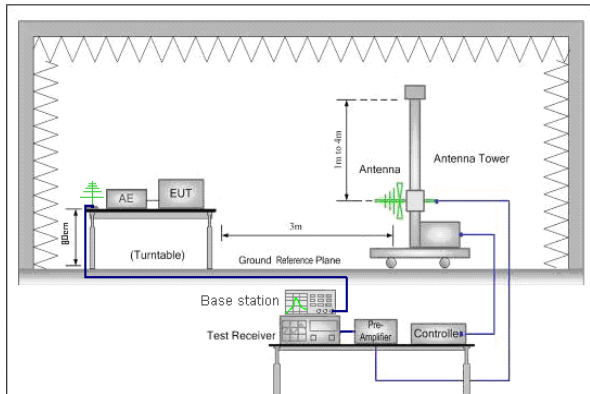 1m to 4m
Antenna
Antenna Tower
AE
EUT
80cm
(Turntable)
3m
Ground Reference Plane
Base station
Test Receiver
Pre-
Amplifier
Controller